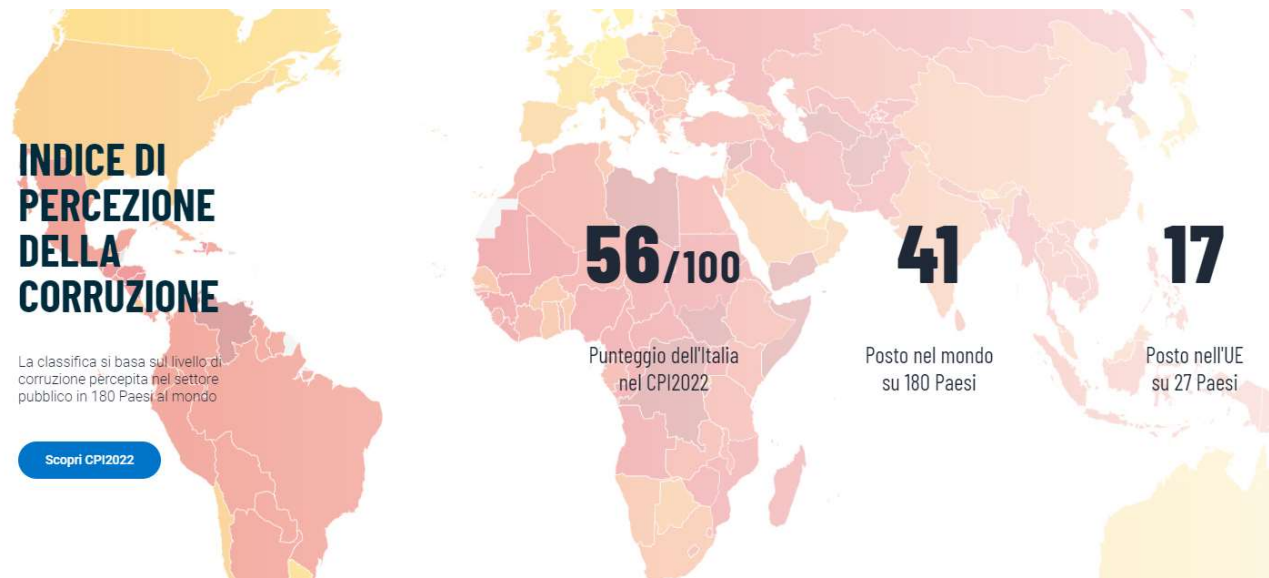 INDICE DI
PERCEZIONE
DELLA
CORRUZIONE
La classifica si basa sul livello di
corruzione percepita nel settore
pubblico in 180 Paesi al mondo
Scopri CPI2022
56/100
Punteggio dell'Italia
nel CPI2022
41
Posto nel mondo
su 180 Paesi
17
Posto nell'UE
su 27 Paesi